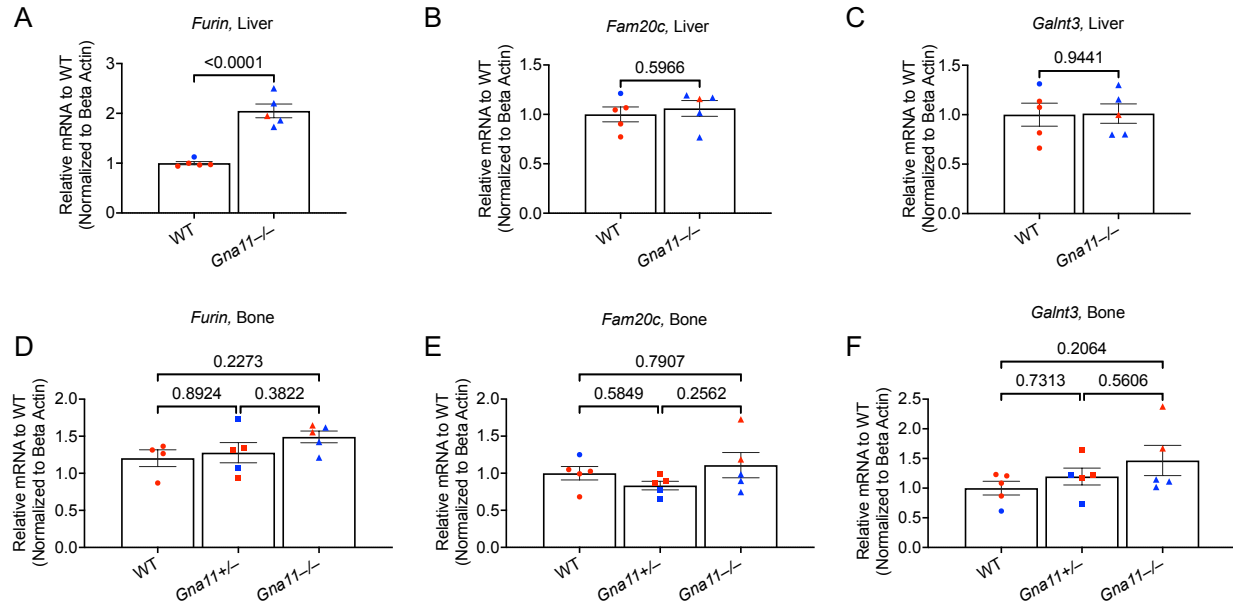 A
Furin, Liver
<0.0001
Relative mRNA to WT
(Normalized to Beta Actin)
3
2
1
0
WT
Gna11–/–
B
Fam20c, Liver
0.5966
Relative mRNA to WT
(Normalized to Beta Actin)
1.5
1.0
0.5
0.0
WT
Gna11–/–
C
Galnt3, Liver
0.9441
Relative mRNA to WT
(Normalized to Beta Actin)
1.5
1.0
0.5
0.0
WT
Gna11–/–
D
Furin, Bone
0.2273
0.8924 0.3822
Relative mRNA to WT
(Normalized to Beta Actin)
2.0
1.5
1.0
0.5
0.0
WT
Gna11+/–
Gna11–/–
E
Fam20c, Bone
0.7907
0.5849 0.2562
Relative mRNA to WT
(Normalized to Beta Actin)
2.0
1.5
1.0
0.5
0.0
WT
Gna11+/–
Gna11–/–
F
Galnt3, Bone
0.2064
0.7313 0.5606
Relative mRNA to WT
(Normalized to Beta Actin)
2.5
2.0
1.5
1.0
0.5
0.0
WT
Gna11+/–
Gna11–/–